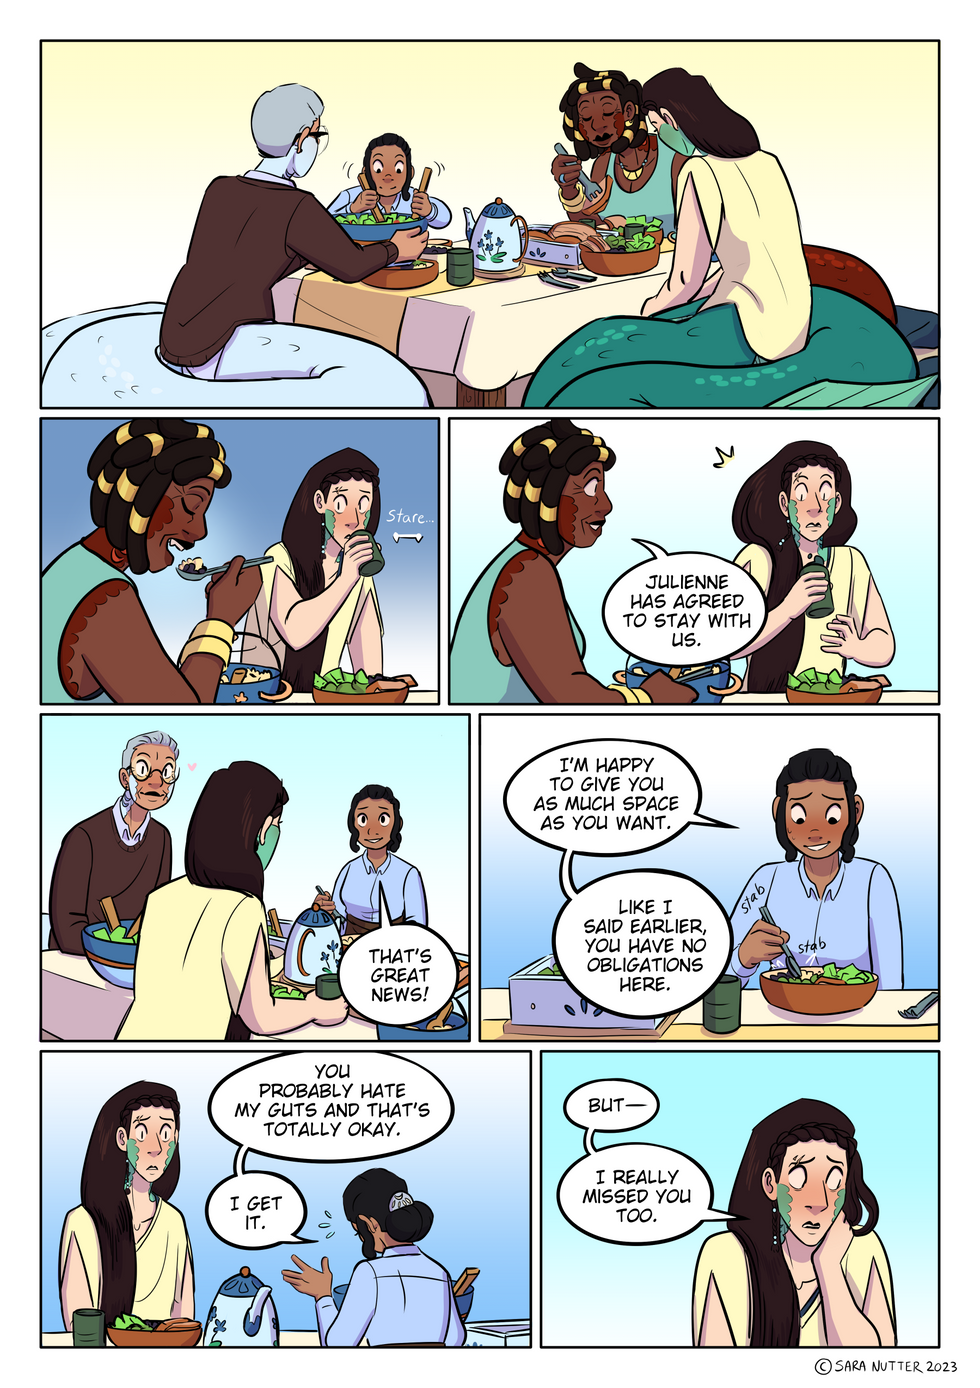 Stare...
JULIENNE
HAS AGREED
TO STAY WITH
US.
THAT'S
GREAT
NEWS!
I'M HAPPY
TO GIVE YOU
AS MUCH SPACE
AS YOU WANT.
LIKE I
SAID EARLIER,
YOU HAVE NO
OBLIGATIONS
HERE.
stab
stab
YOU
PROBABLY HATE
MY GUTS AND THAT'S
TOTALLY OKAY.
I GET
IT.
BUT—
I REALLY
MISSED YOU
TOO.
© SARA NUTTER 2023